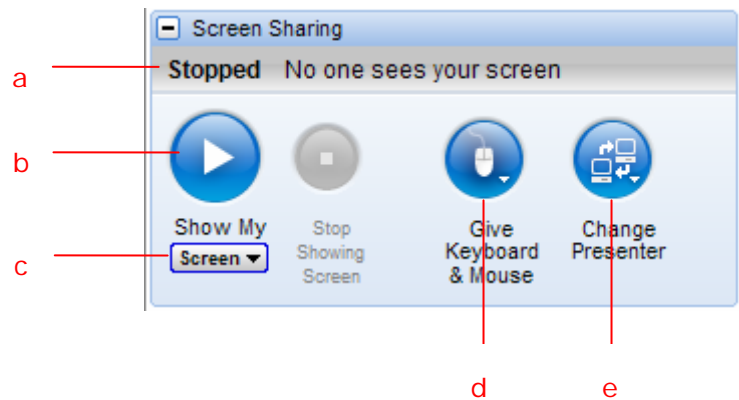 Screen Sharing
a
Stopped No one sees your screen
b
Show My
Screen
Stop
Showing
Screen
Give
Keyboard
& Mouse
Change
Presenter
c
d
e